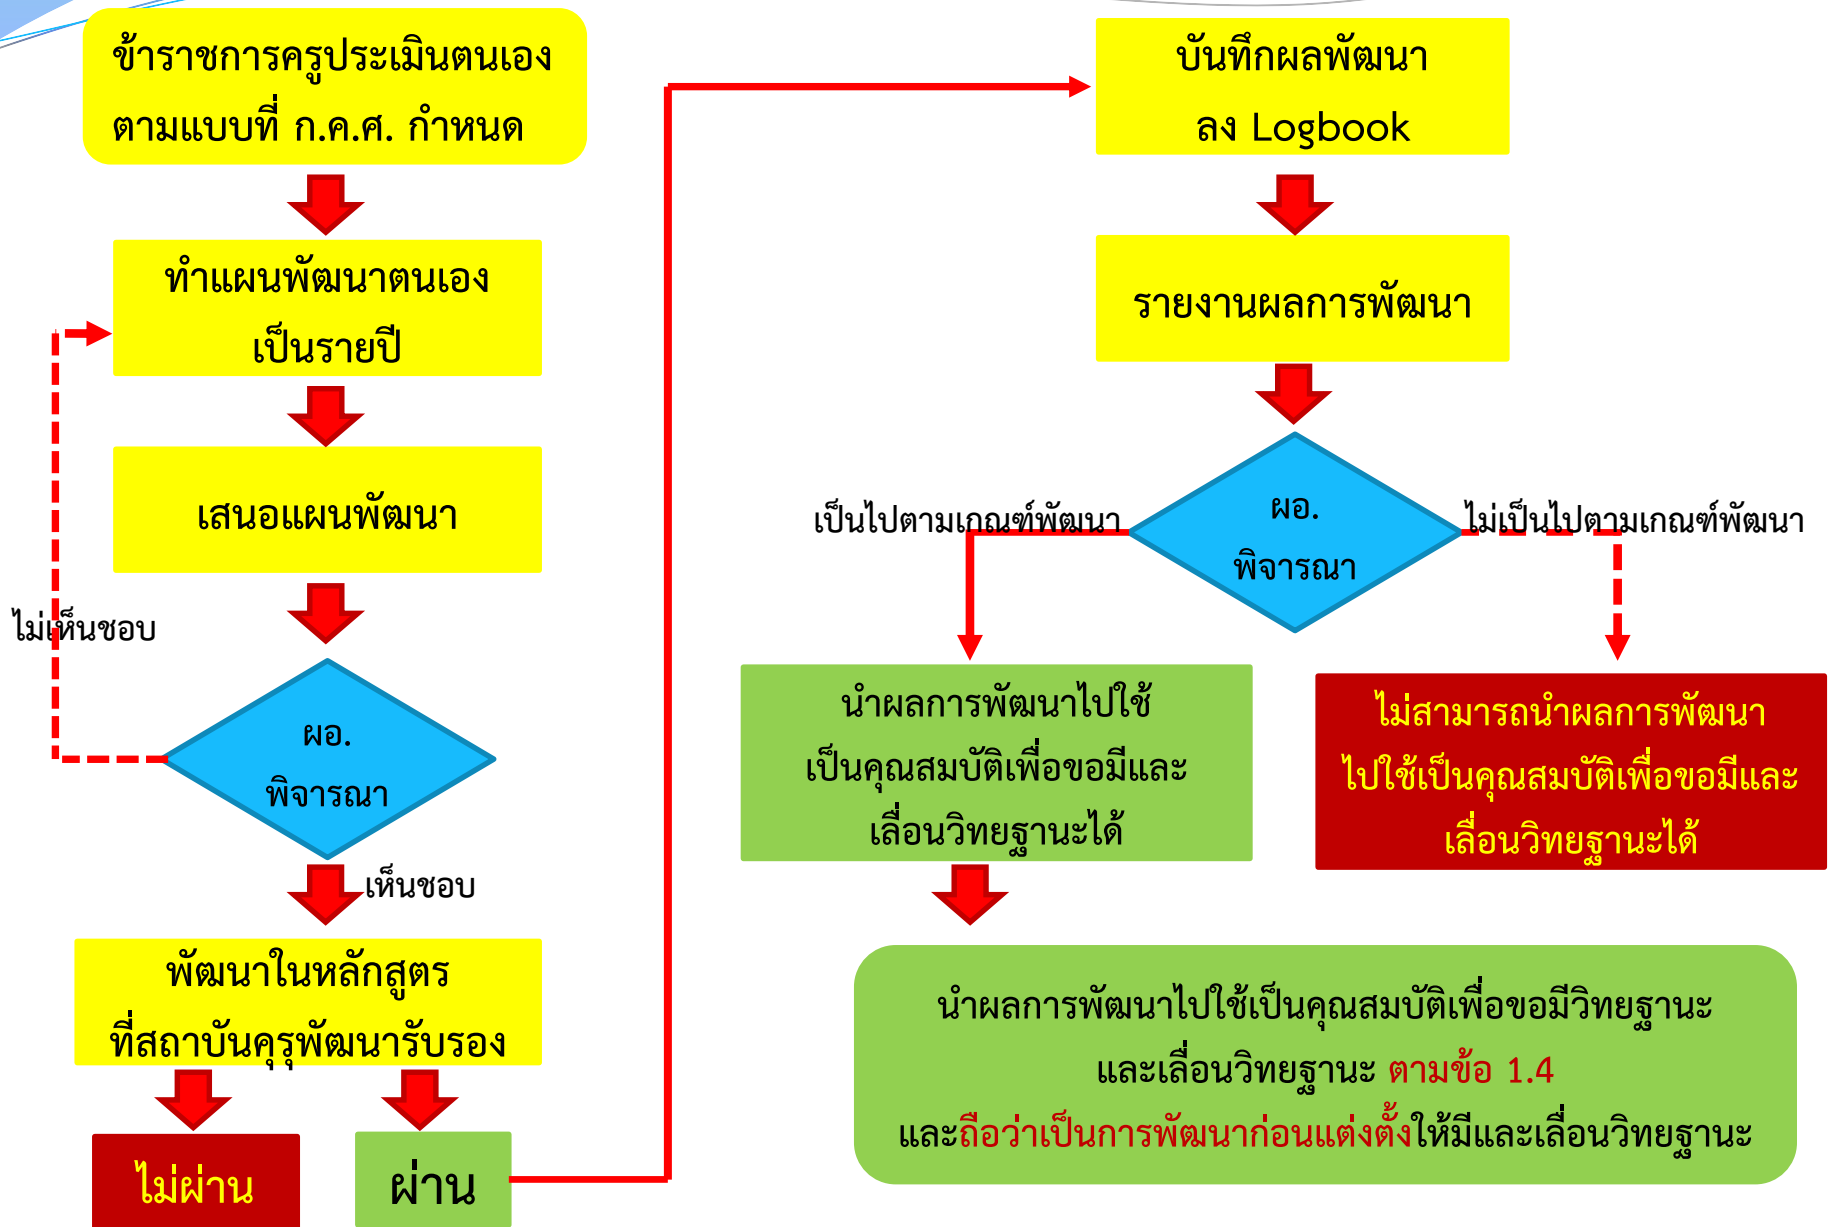 ข้าราชการครูประเมินตนเอง
ตามแบบที่ ก.ค.ศ. กำหนด
ทำแผนพัฒนาตนเอง
เป็นรายปี
เสนอแผนพัฒนา
ไม่เห็นชอบ
ผอ.
พิจารณา
เห็นชอบ
พัฒนาในหลักสูตร
ที่สถาบันคุรุพัฒนารับรอง
ไม่ผ่าน
ผ่าน
บันทึกผลพัฒนา
ลง Logbook
รายงานผลการพัฒนา
ผอ.
พิจารณา
เป็นไปตามเกณฑ์พัฒนา
ไม่เป็นไปตามเกณฑ์พัฒนา
นำผลการพัฒนาไปใช้
เป็นคุณสมบัติเพื่อขอมีและ
เลื่อนวิทยฐานะได้
ไม่สามารถนำผลการพัฒนา
ไปใช้เป็นคุณสมบัติเพื่อขอมีและ
เลื่อนวิทยฐานะได้
นำผลการพัฒนาไปใช้เป็นคุณสมบัติเพื่อขอมีวิทยฐานะ
และเลื่อนวิทยฐานะ ตามข้อ 1.4
และถือว่าเป็นการพัฒนาก่อนแต่งตั้งให้มีและเลื่อนวิทยฐานะ